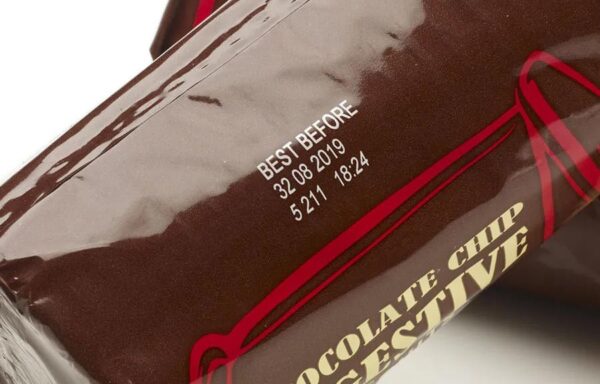 BEST BEFORE
32 08 2019
5 211 18:24
OCOLATE CHIP
GESTIVE